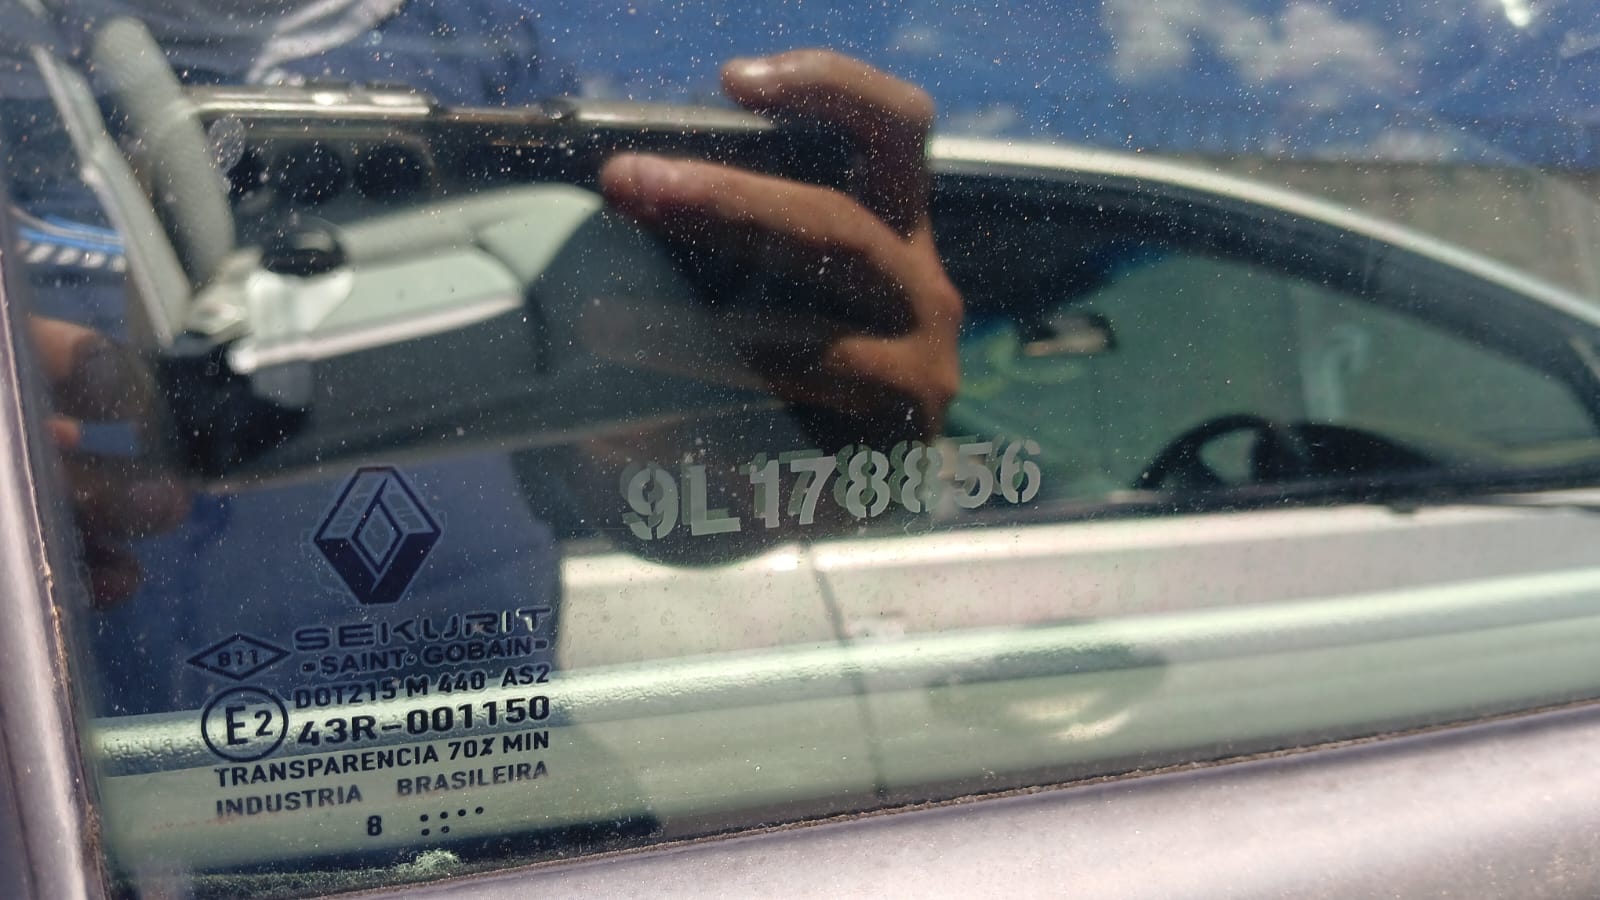 9L178856
SEKURIT
811
•SAINT-GOBAIN•
DOT215 M 440 AS2
E2
43R-001150
TRANSPARENCIA 70% MIN
INDUSTRIA BRASILEIRA
8